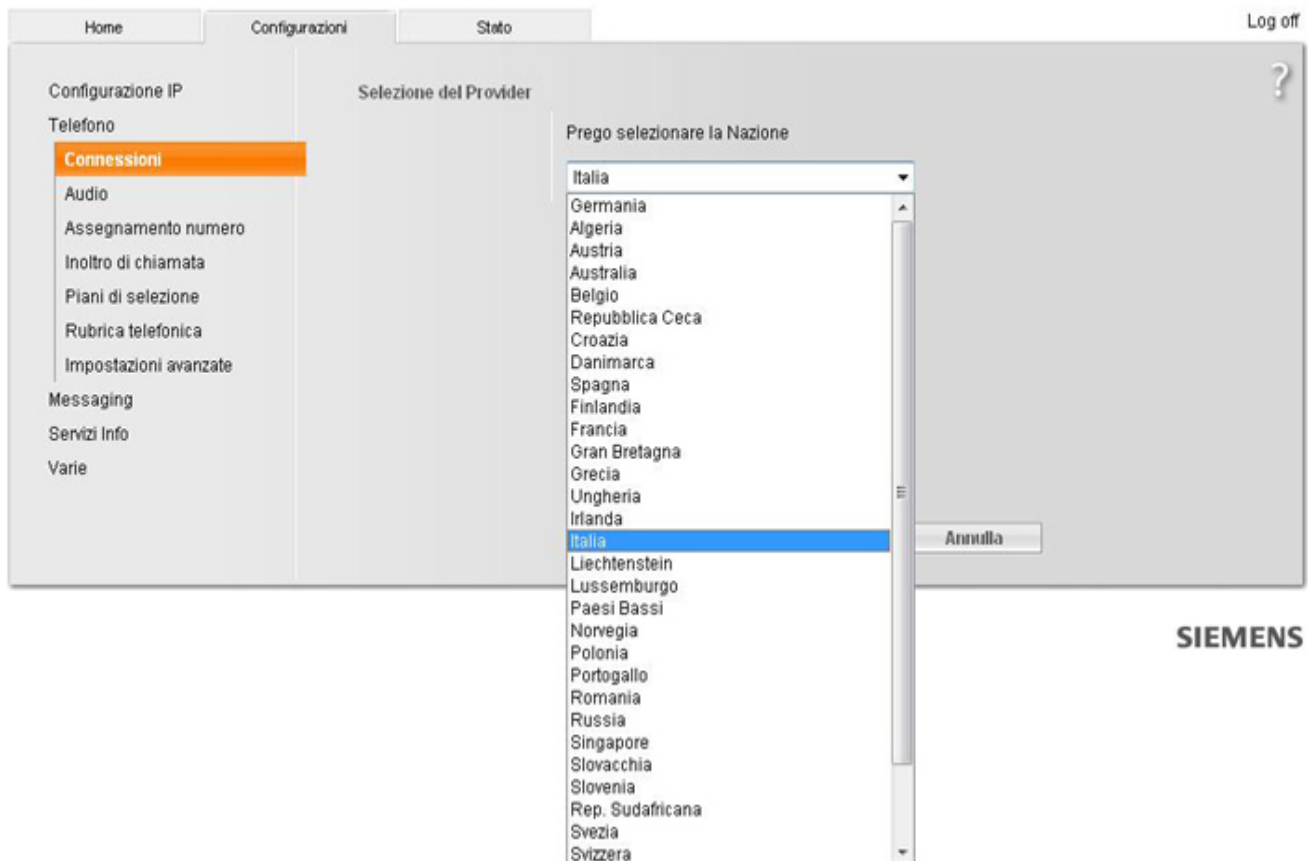 Home Configurazioni Stato Log off
Configurazione IP
Telefono
Connessioni
Audio
Assegnamento numero
Inoltro di chiamata
Piani di selezione
Rubrica telefonica
Impostazioni avanzate
Messaging
Servizi Info
Varie
Selezione del Provider
?
Prego selezionare la Nazione
Italia
Germania
Algeria
Austria
Australia
Belgio
Repubblica Ceca
Croazia
Danimarca
Spagna
Finlandia
Francia
Gran Bretagna
Grecia
Ungheria
Irlanda
Italia
Liechtenstein
Lussemburgo
Paesi Bassi
Norvegia
Polonia
Portogallo
Romania
Russia
Singapore
Slovacchia
Slovenia
Rep. Sudafricana
Svezia
Svizzera
Annulla
SIEMENS